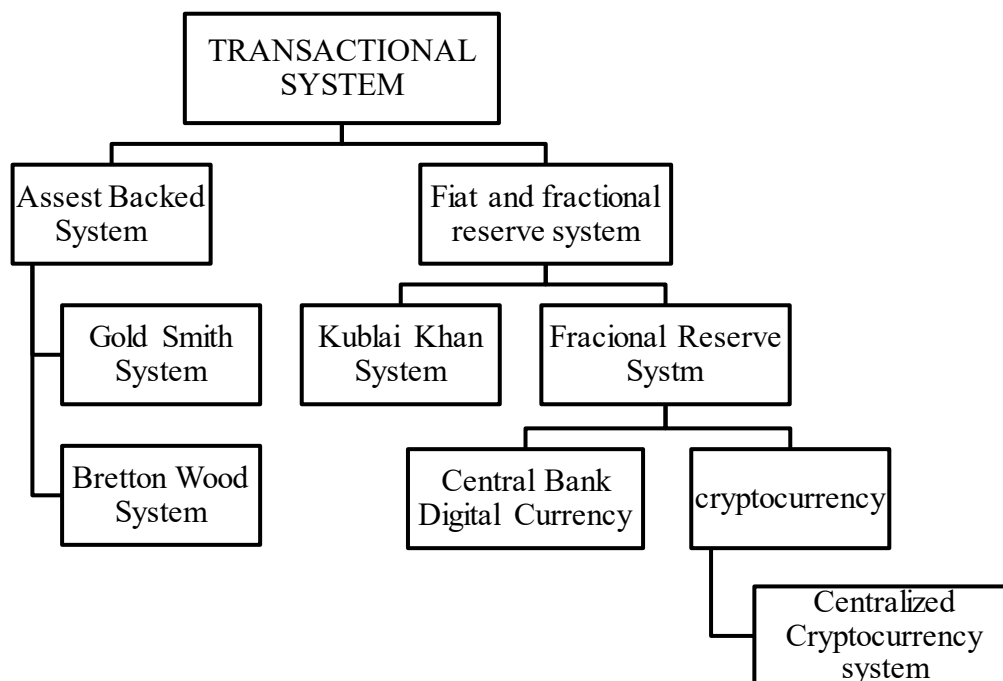 TRANSACTIONAL
SYSTEM
Assest Backed
System
Fiat and fractional
reserve system
Gold Smith
System
Kublai Khan
System
Fracional Reserve
Systm
Bretton Wood
System
Central Bank
Digital Currency
cryptocurrency
Centralized
Cryptocurrency
system